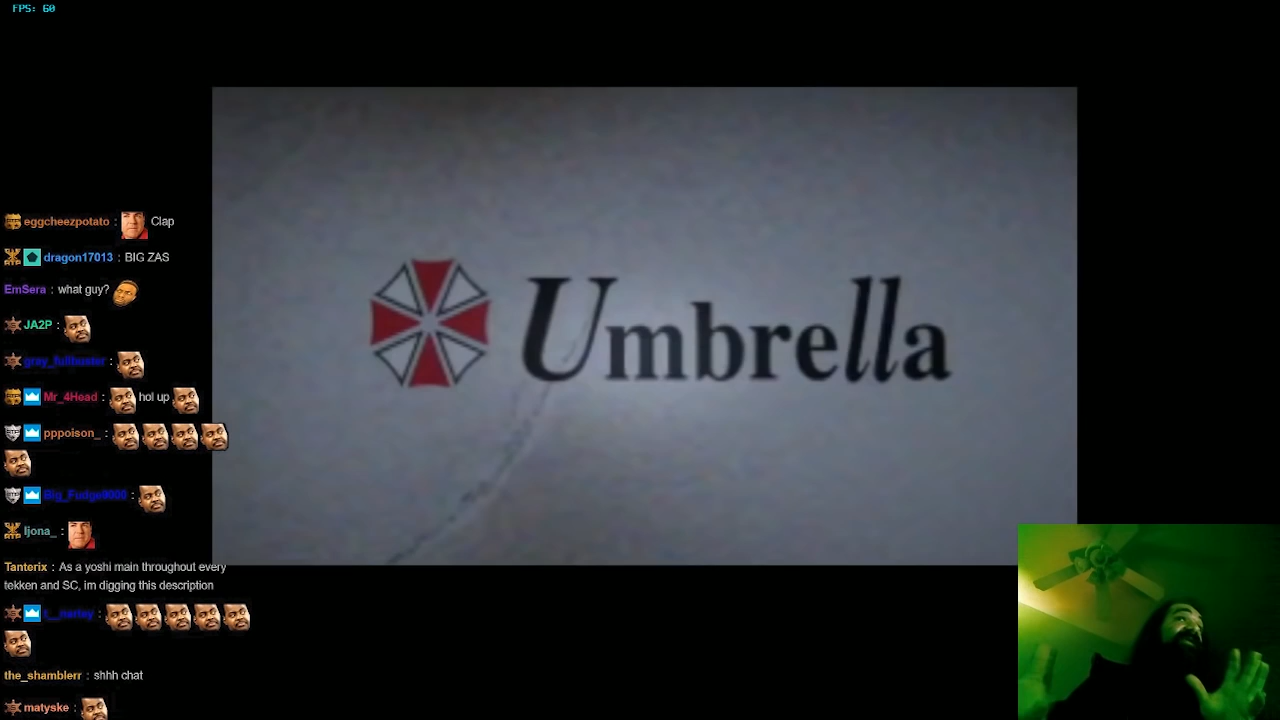 FPS: 60
Umbrella
eggcheezpotato : Clap
dragon17013 : BIG ZAS
EmSera : what guy?
JA2P :
gray_fullbuster :
Mr_4Head : hol up
pppoison_ :
Big_Fudge9000 :
ljona_ :
Tanterix : As a yoshi main throughout every
tekken and SC, im digging this description
the_shamblerr : shhh chat
matyske :